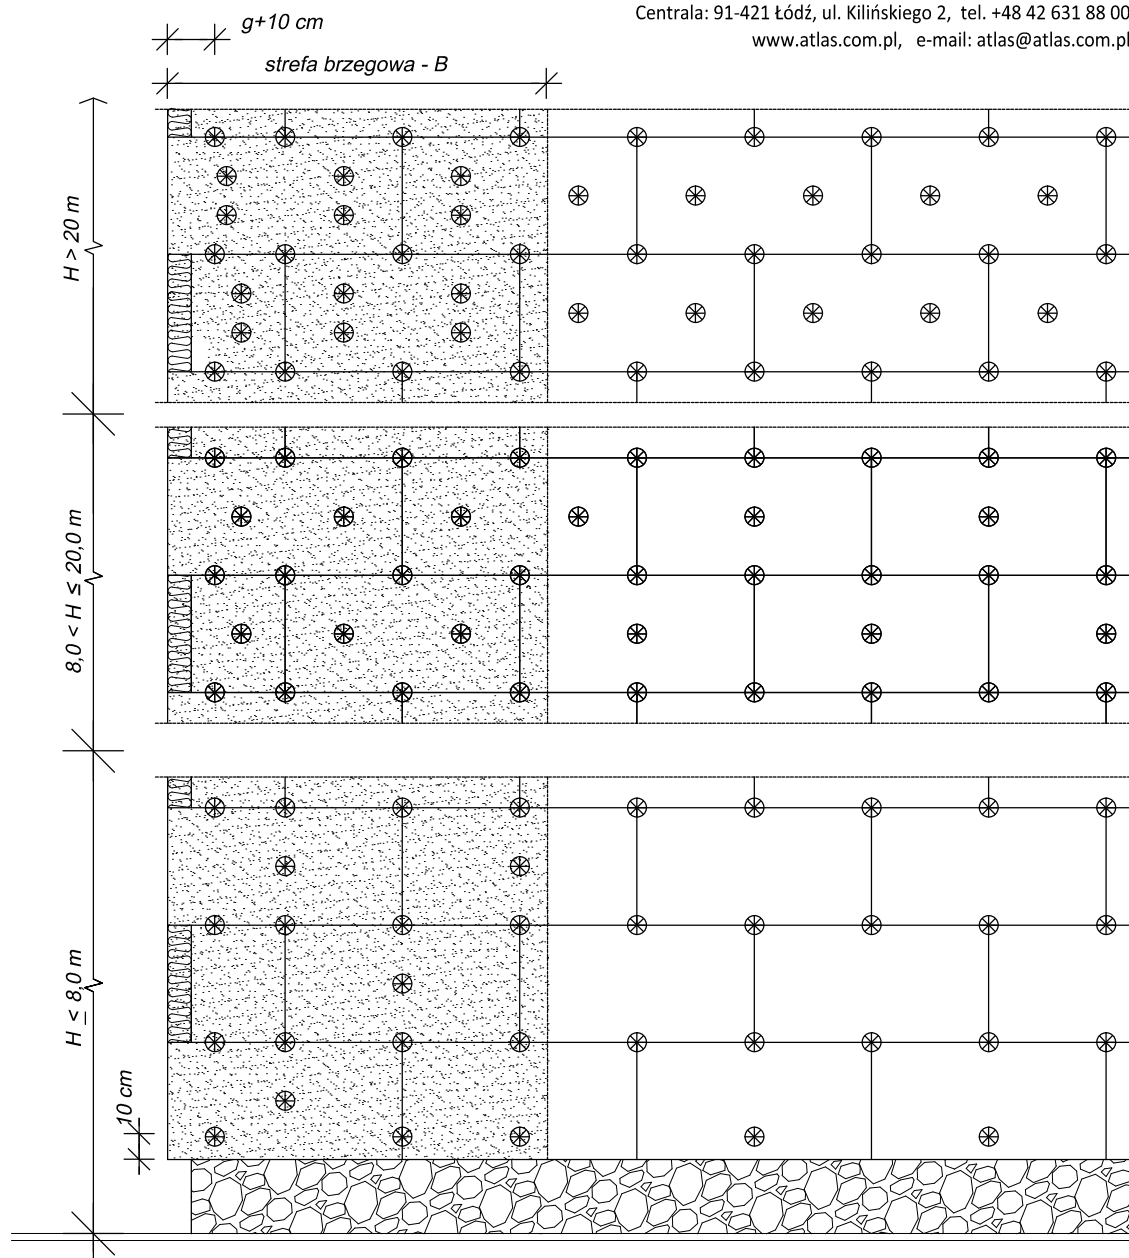 Centrala: 91-421 Łódź, ul. Kilińskiego 2, tel. +48 42 631 88 00
www.atlas.com.pl, e-mail: atlas@atlas.com.pl
g+10 cm
strefa brzegowa - B
H > 20 m
8,0 < H ≤ 20,0 m
H ≤ 8,0 m
10 cm